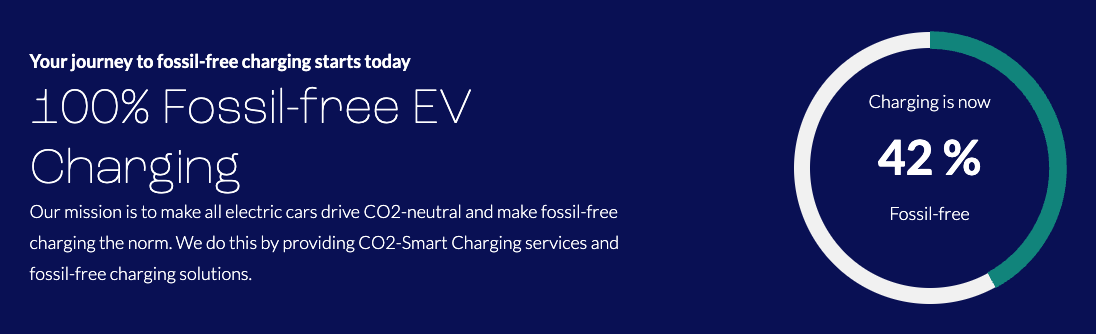 Your journey to fossil-free charging starts today
100% Fossil-free EV
Charging
Our mission is to make all electric cars drive CO2-neutral and make fossil-free
charging the norm. We do this by providing CO2-Smart Charging services and
fossil-free charging solutions.
Charging is now
42 %
Fossil-free